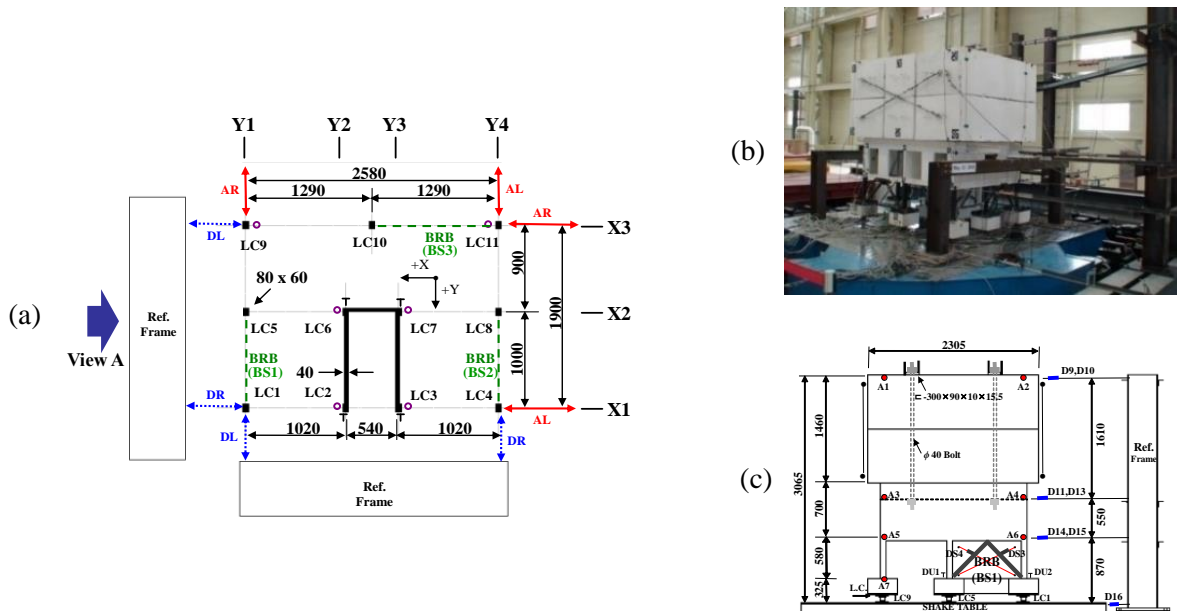 (a)
Y1 Y2 Y3 Y4
2580
AR 1290 1290 AL
AR
X3
DL LC9 LC10 BRB LC11
(BS3)
80 x 60
+X
+Y
900
1900
T
X2
Ref.
Frame
View A
LC5 LC6 LC7 LC8
BRB
(BS1)
BRB
(BS2)
40
1000
DR LC1 LC2 LC3 LC4
T T
X1
AL
DL 1020 540 1020 DR
Ref.
Frame
(b)
(c)
2305
D9,D10
A1 A2
-300×90×10×15.5
1460
1610
ϕ 40 Bolt
Ref.
Frame
3065
A3 A4 D11,D13
700
550
A5 A6 D14,D15
DS4 DS3
BRB
(BS1)
580
870
DU1 DU2
A7
325
L.C.
LC9 LC5 LC1
D16
SHAKE TABLE